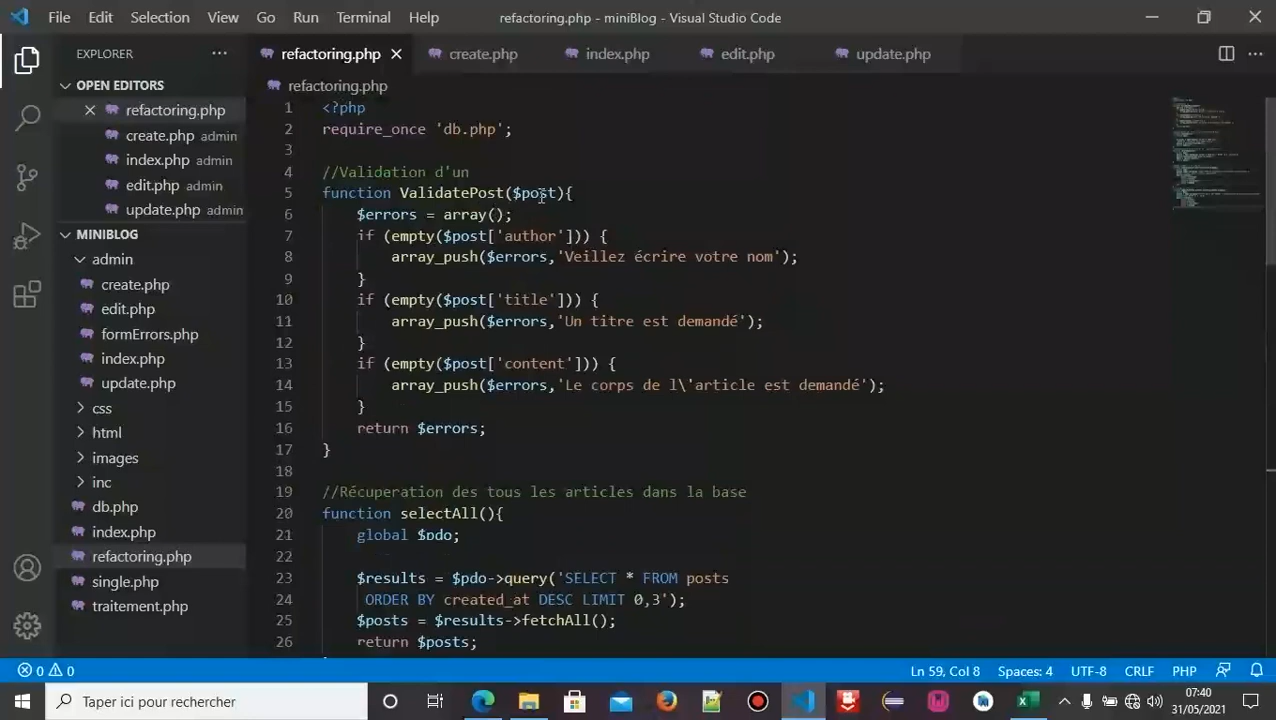 File Edit Selection View Go Run Terminal Help refactoring.php - miniBlog - Visual Studio Code
EXPLORER
OPEN EDITORS
refactoring.php
create.php admin
index.php admin
edit.php admin
update.php admin
MINIBLOG
admin
create.php
edit.php
formErrors.php
index.php
update.php
css
html
images
inc
db.php
index.php
refactoring.php
single.php
traitement.php
refactoring.php create.php index.php edit.php update.php
refactoring.php
1 <?php
2 require_once 'db.php';
3
4 //Validation d'un
5 function ValidatePost($post){
6 $errors = array();
7 if (empty($post['author'])) {
8 array_push($errors,'Veillez écrire votre nom');
9 }
10 if (empty($post['title'])) {
11 array_push($errors,'Un titre est demandé');
12 }
13 if (empty($post['content'])) {
14 array_push($errors,'Le corps de l\'article est demandé');
15 }
16 return $errors;
17 }
18
19 //Récuperation des tous les articles dans la base
20 function selectAll(){
21 global $pdo;
22
23 $results = $pdo->query('SELECT * FROM posts
24 ORDER BY created_at DESC LIMIT 0,3');
25 $posts = $results->fetchAll();
26 return $posts;
0 0 Ln 59, Col 8 Spaces: 4 UTF-8 CRLF PHP
Taper ici pour rechercher
07:40
31/05/2021